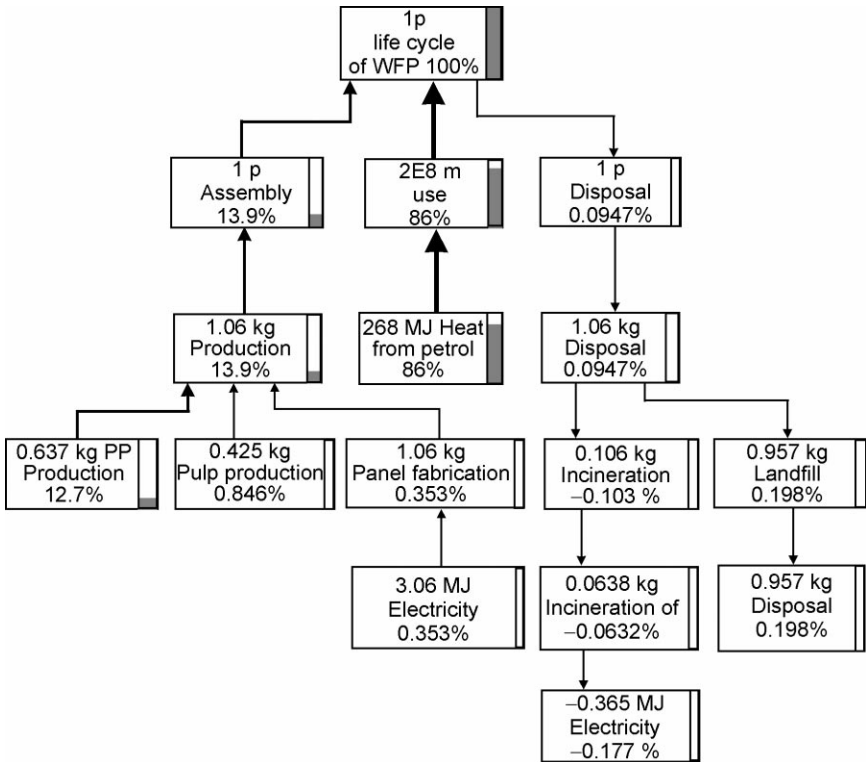 1p
life cycle
of WFP 100%
1 p
Assembly
13.9%
2E8 m
use
86%
1 p
Disposal
0.0947%
1.06 kg
Production
13.9%
268 MJ Heat
from petrol
86%
1.06 kg
Disposal
0.0947%
0.637 kg PP
Production
12.7%
0.425 kg
Pulp production
0.846%
1.06 kg
Panel fabrication
0.353%
0.106 kg
Incineration
−0.103 %
0.957 kg
Landfill
0.198%
3.06 MJ
Electricity
0.353%
0.0638 kg
Incineration of
−0.0632%
0.957 kg
Disposal
0.198%
−0.365 MJ
Electricity
−0.177 %